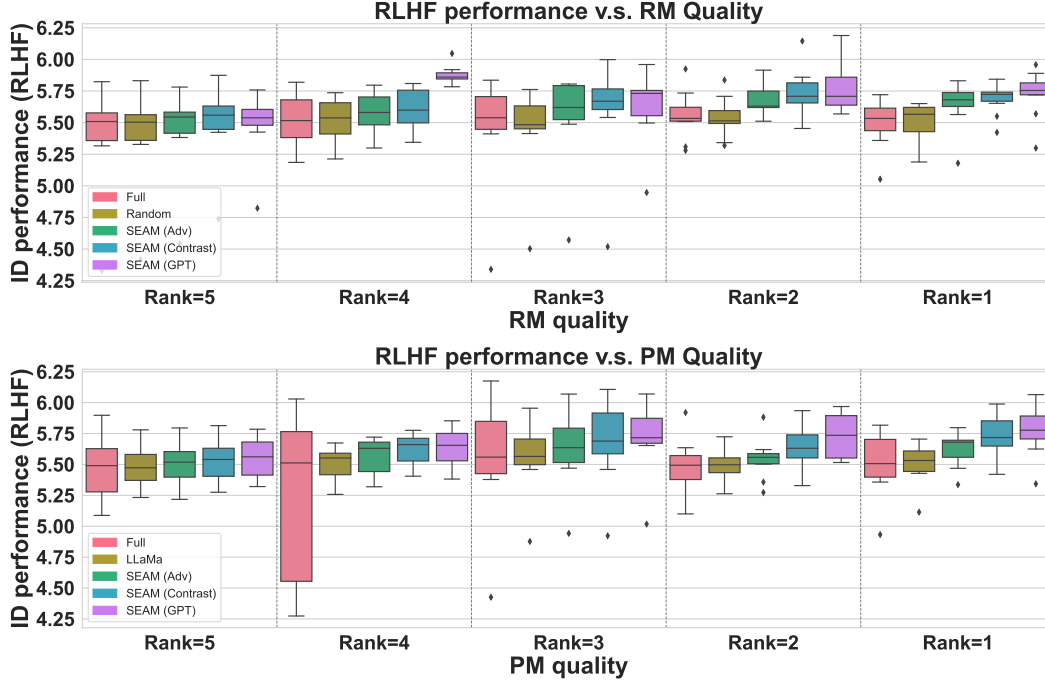 RLHF performance v.s. RM Quality
ID performance (RLHF)
6.25
6.00
5.75
5.50
5.25
5.00
4.75
4.50
4.25
Full
Random
SEAM (Adv)
SEAM (Contrast)
SEAM (GPT)
Rank=5 Rank=4 Rank=3 Rank=2 Rank=1
RM quality
RLHF performance v.s. PM Quality
ID performance (RLHF)
6.25
6.00
5.75
5.50
5.25
5.00
4.75
4.50
4.25
Full
LLaMa
SEAM (Adv)
SEAM (Contrast)
SEAM (GPT)
Rank=5 Rank=4 Rank=3 Rank=2 Rank=1
PM quality